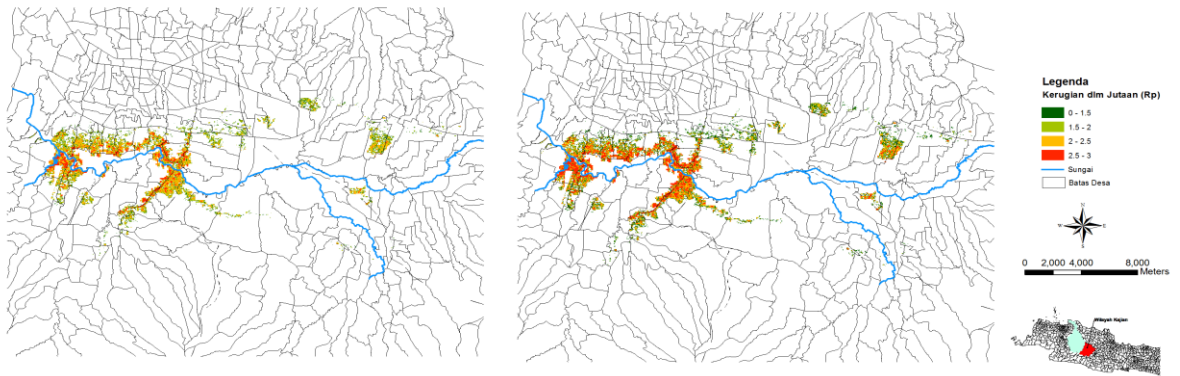 Legenda
Kerugian dlm Jutaan (Rp)
0 - 1.5
1.5 - 2
2 - 2.5
2.5 - 3
Sungai
Batas Desa
N
W E
S
0 2,000 4,000 8,000
Meters
Wilayah Kajian